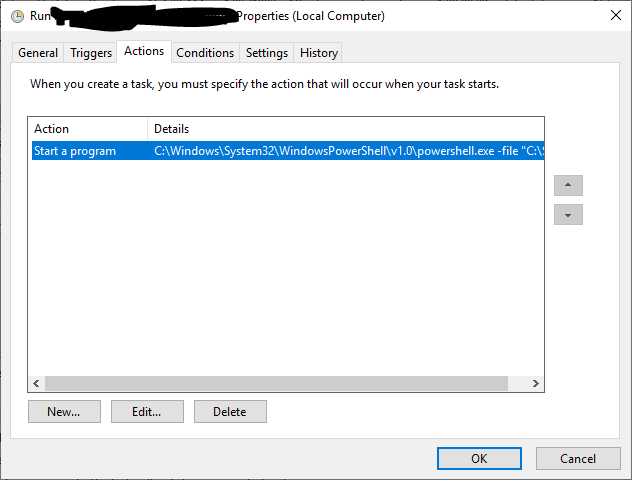 Run Properties (Local Computer)
General Triggers Actions Conditions Settings History
When you create a task, you must specify the action that will occur when your task starts.
Action Details
Start a program C:\Windows\System32\WindowsPowerShell\v1.0\powershell.exe -file "C:\
New... Edit... Delete
OK Cancel